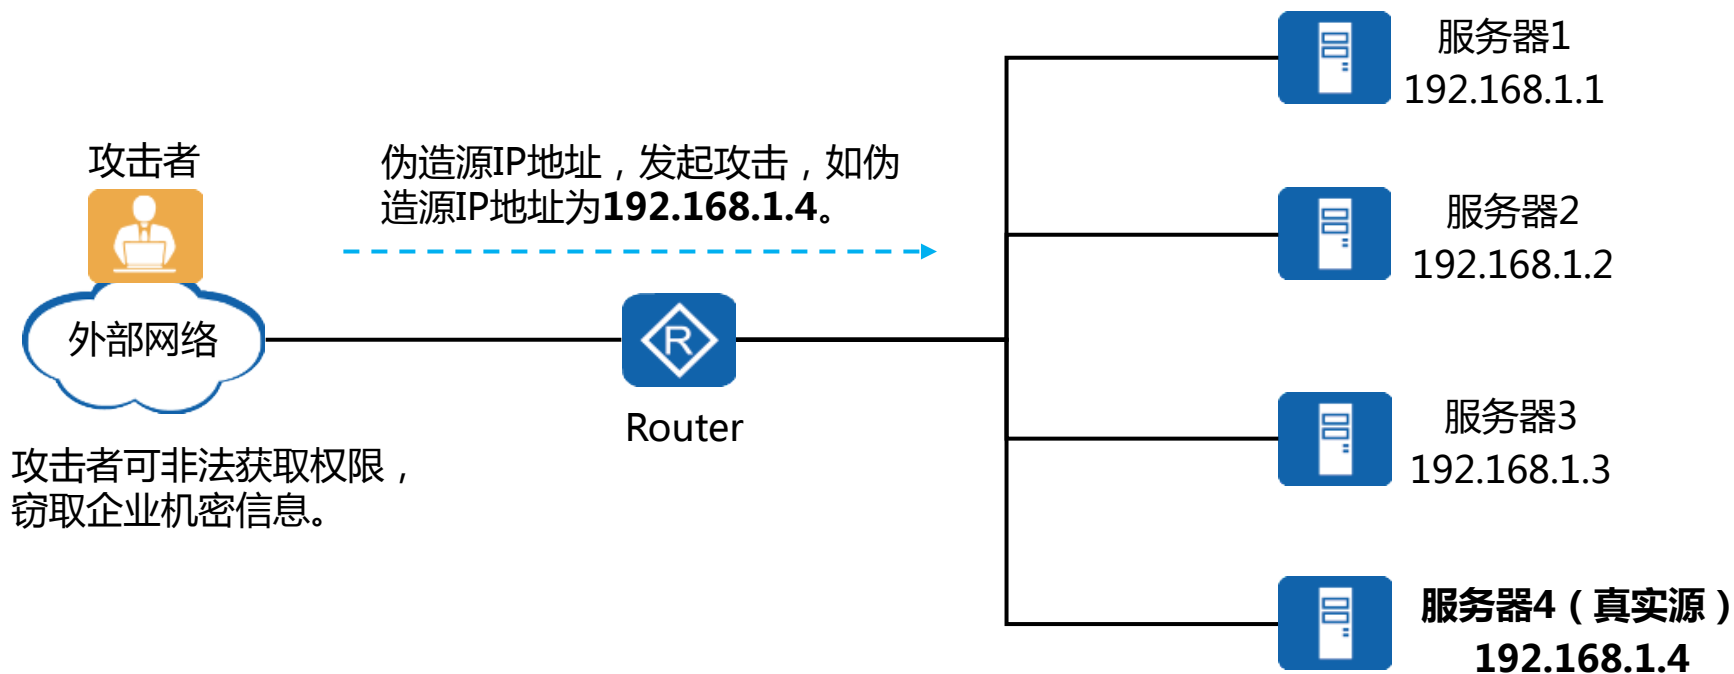 攻击者
外部网络
攻击者可非法获取权限，
窃取企业机密信息。
伪造源IP地址，发起攻击，如伪
造源IP地址为192.168.1.4。
R
Router
服务器1
192.168.1.1
服务器2
192.168.1.2
服务器3
192.168.1.3
服务器4（真实源）
192.168.1.4